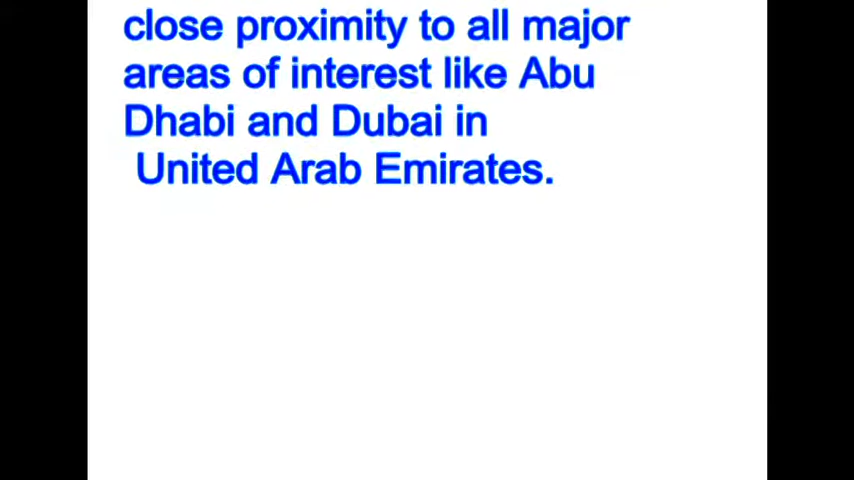 close proximity to all major
areas of interest like Abu
Dhabi and Dubai in
United Arab Emirates.